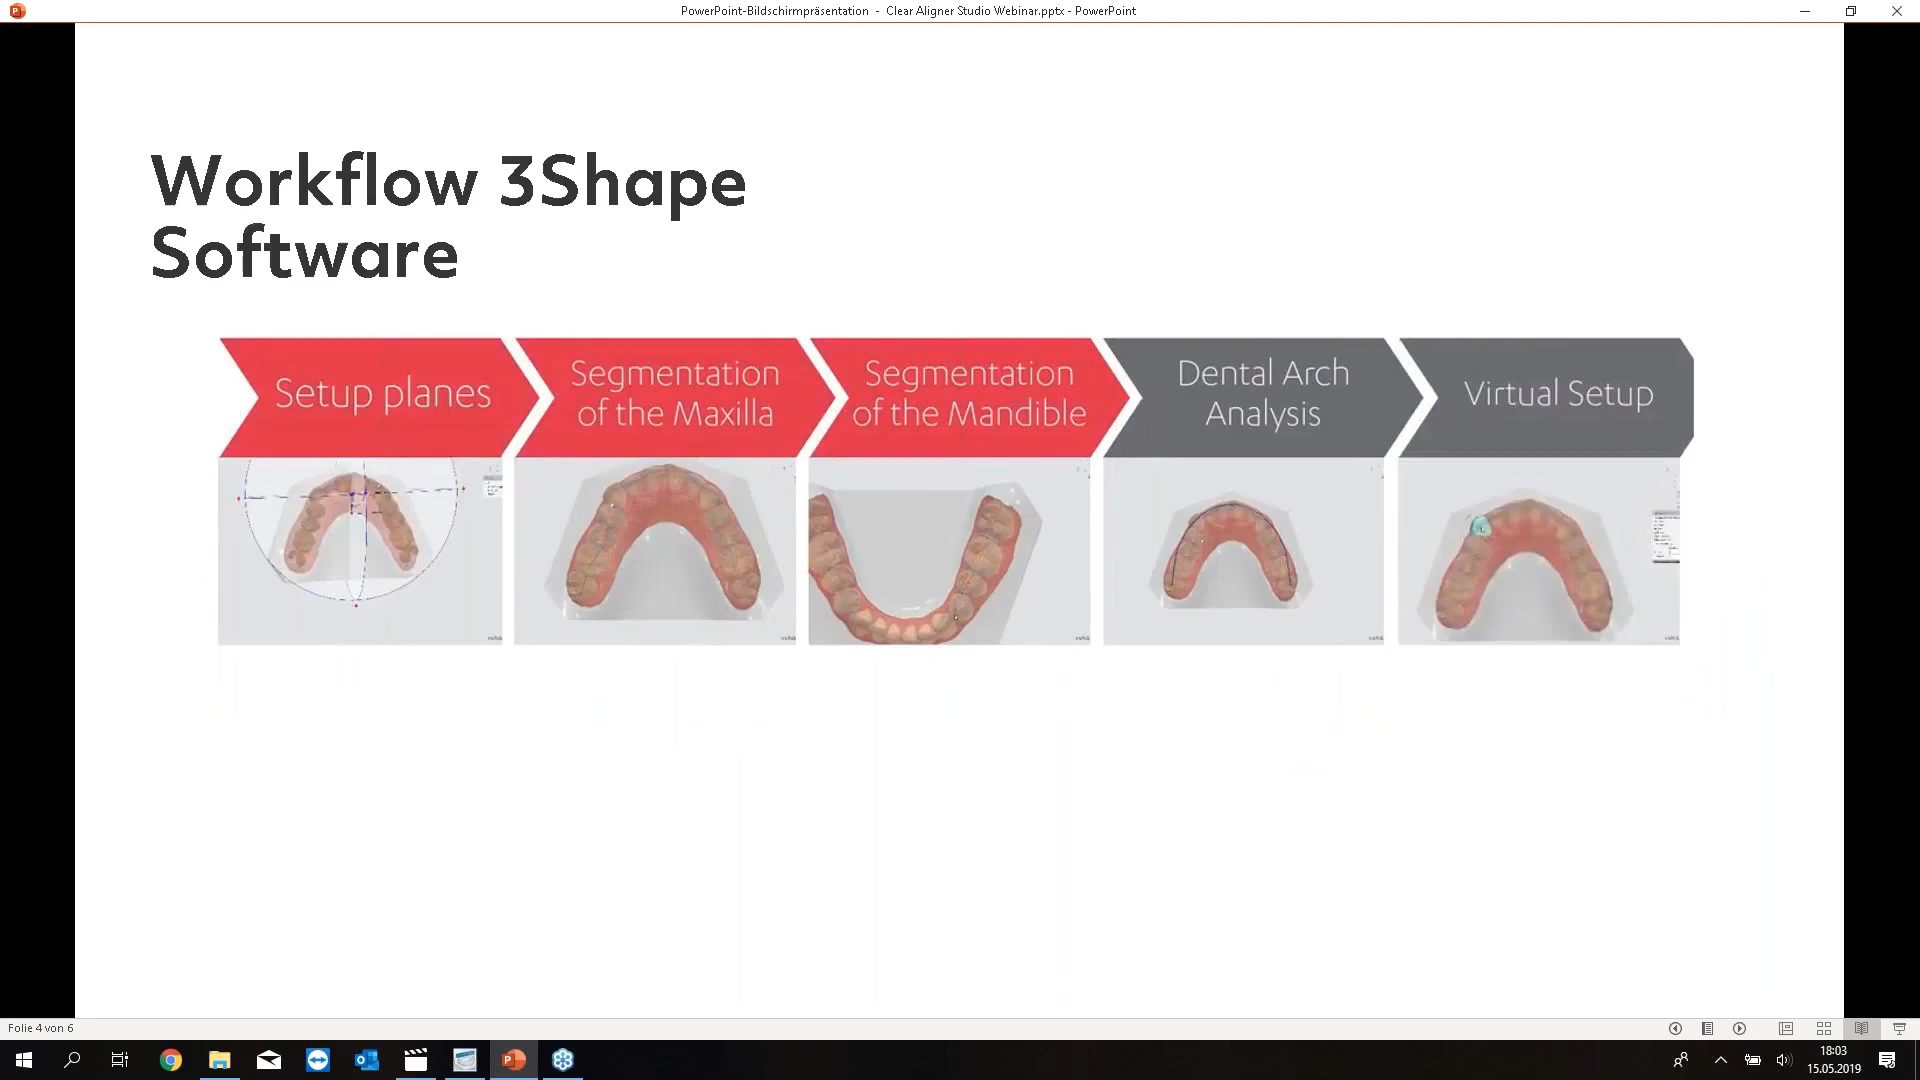 PowerPoint-Bildschirmpräsentation - Clear Aligner Studio Webinar.pptx - PowerPoint
Workflow 3Shape
Software
Setup planes
Segmentation
of the Maxilla
Segmentation
of the Mandible
Dental Arch
Analysis
Virtual Setup
Folie 4 von 6
18:03
15.05.2019